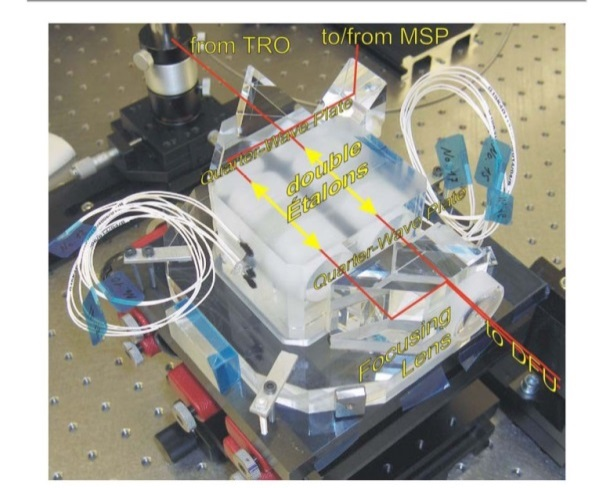 from TRO
to/from MSP
Quarter-Wave Plate
double
Étalons
Quarter-Wave Plate
Focusing
Lens
to DFU